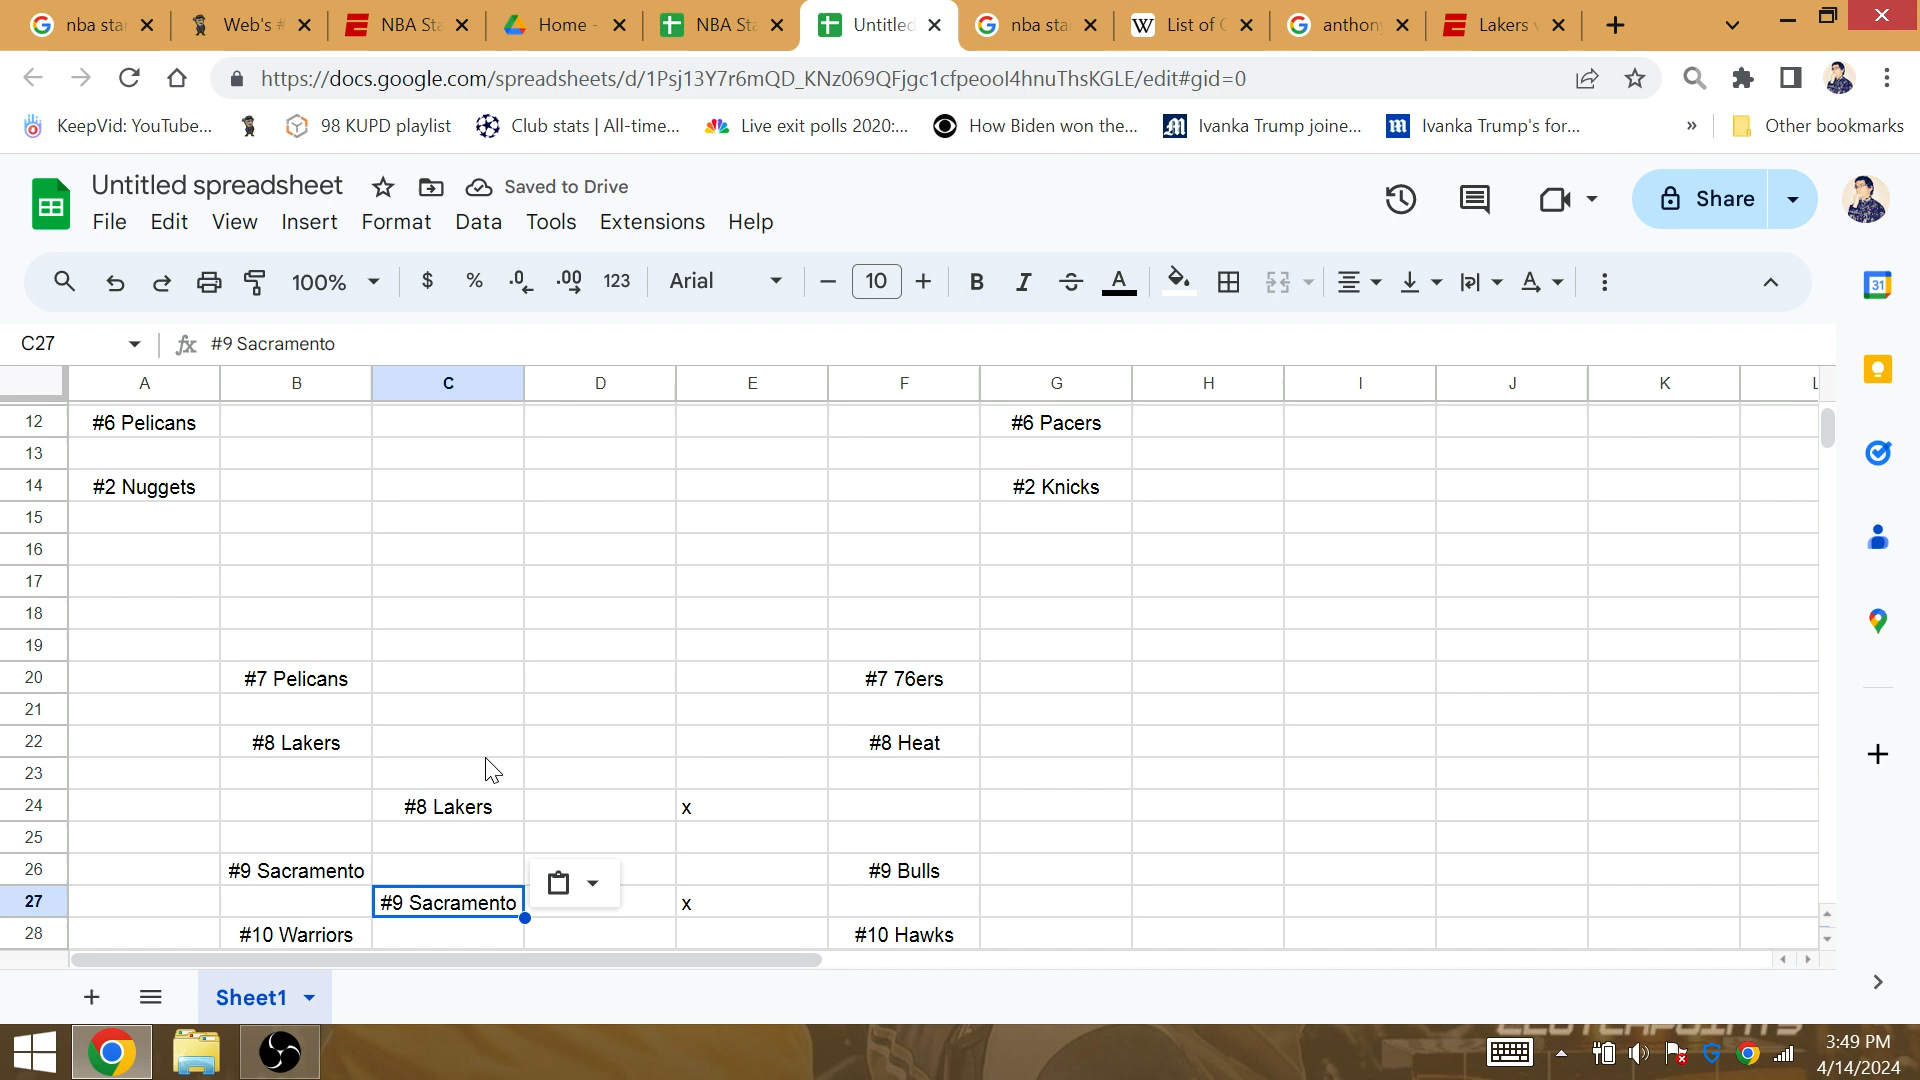 nba sta
Web's #
NBA Sta
Home -
NBA Sta
Untitled
nba sta
List of
anthon
Lakers
https://docs.google.com/spreadsheets/d/1Psj13Y7r6mQD_KNz069QFjgc1cfpeool4hnuThsKGLE/edit#gid=0
KeepVid: YouTube...
98 KUPD playlist
Club stats | All-time...
Live exit polls 2020:...
How Biden won the...
Ivanka Trump joine...
Ivanka Trump's for...
»
Other bookmarks
Untitled spreadsheet
Saved to Drive
Share
File Edit View Insert Format Data Tools Extensions Help
100% $ % .0 .00 123 Arial 10 B I A A
C27
fx #9 Sacramento
A B C D E F G H I J K L
12 #6 Pelicans #6 Pacers
13
14 #2 Nuggets #2 Knicks
15
16
17
18
19
20 #7 Pelicans #7 76ers
21
22 #8 Lakers #8 Heat
23
24 #8 Lakers x
25
26 #9 Sacramento #9 Bulls
27 #9 Sacramento x
28 #10 Warriors #10 Hawks
Sheet1
3:49 PM
4/14/2024